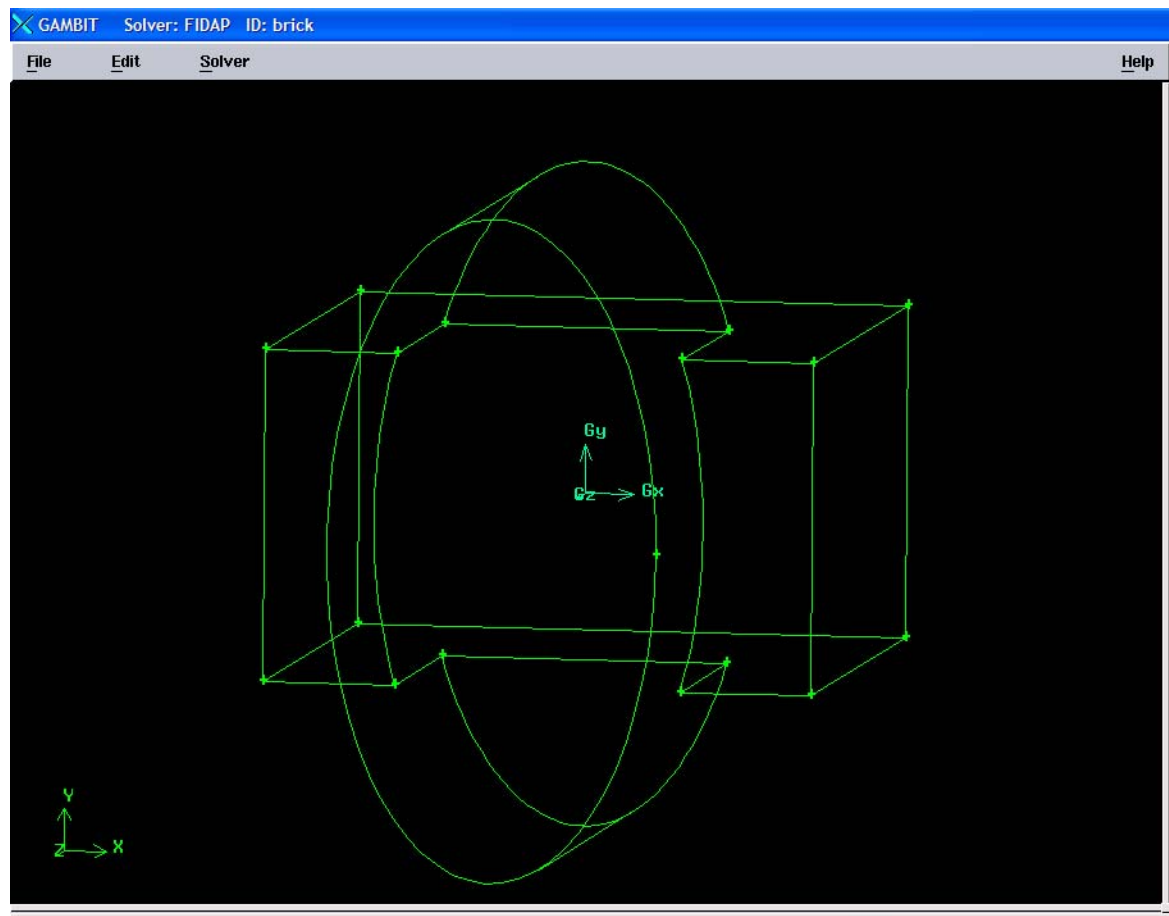 GAMBIT Solver: FIDAP ID: brick
File Edit Solver Help
Gy
Gz Gx
Y
Z X